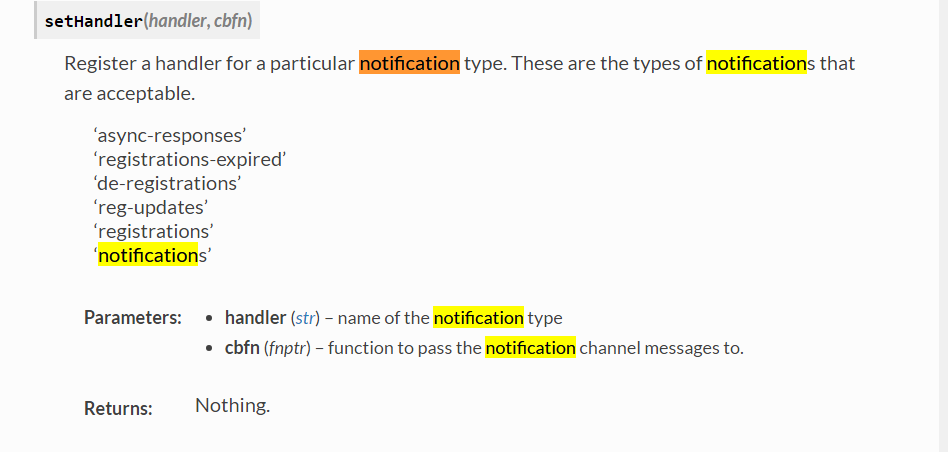 setHandler(handler, cbfn)
Register a handler for a particular notification type. These are the types of notifications that
are acceptable.
‘async-responses’
‘registrations-expired’
‘de-registrations’
‘reg-updates’
‘registrations’
‘notifications’
Parameters:
• handler (str) – name of the notification type
• cbfn (fnptr) – function to pass the notification channel messages to.
Returns: Nothing.